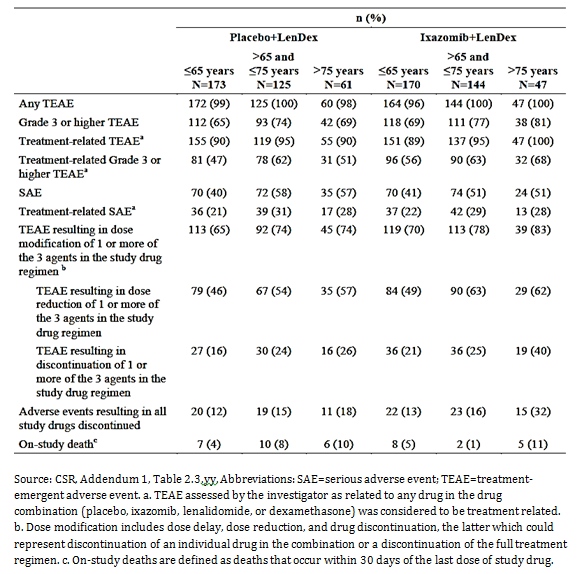 n (%)
Placebo+LenDex Ixazomib+LenDex
≤65 years N=173 >65 and ≤75 years N=125 >75 years N=61 ≤65 years N=170 >65 and ≤75 years N=144 >75 years N=47
Any TEAE 172 (99) 125 (100) 60 (98) 164 (96) 144 (100) 47 (100)
Grade 3 or higher TEAE 112 (65) 93 (74) 42 (69) 118 (69) 111 (77) 38 (81)
Treatment-related TEAEa 155 (90) 119 (95) 55 (90) 151 (89) 137 (95) 47 (100)
Treatment-related Grade 3 or 81 (47) 78 (62) 31 (51) 96 (56) 90 (63) 32 (68)
higher TEAEa
SAE 70 (40) 72 (58) 35 (57) 70 (41) 74 (51) 24 (51)
Treatment-related SAEa 36 (21) 39 (31) 17 (28) 37 (22) 42 (29) 13 (28)
TEAE resulting in dose 113 (65) 92 (74) 45 (74) 119 (70) 113 (78) 39 (83)
modification of 1 or more of
the 3 agents in the study drug
regimen b
TEAE resulting in dose 79 (46) 67 (54) 35 (57) 84 (49) 90 (63) 29 (62)
reduction of 1 or more of
the 3 agents in the study
drug regimen
TEAE resulting in 27 (16) 30 (24) 16 (26) 36 (21) 36 (25) 19 (40)
discontinuation of 1 or
more of the 3 agents in the
study drug regimen
Adverse events resulting in all 20 (12) 19 (15) 11 (18) 22 (13) 23 (16) 15 (32)
study drugs discontinued
On-study deathc 7 (4) 10 (8) 6 (10) 8 (5) 2 (1) 5 (11)
Source: CSR, Addendum 1, Table 2.3,yy, Abbreviations: SAE=serious adverse event; TEAE=treatment-
emergent adverse event. a. TEAE assessed by the investigator as related to any drug in the drug
combination (placebo, ixazomib, lenalidomide, or dexamethasone) was considered to be treatment related.
b. Dose modification includes dose delay, dose reduction, and drug discontinuation, the latter which could
represent discontinuation of an individual drug in the combination or a discontinuation of the full treatment
regimen. c. On-study deaths are defined as deaths that occur within 30 days of the last dose of study drug.